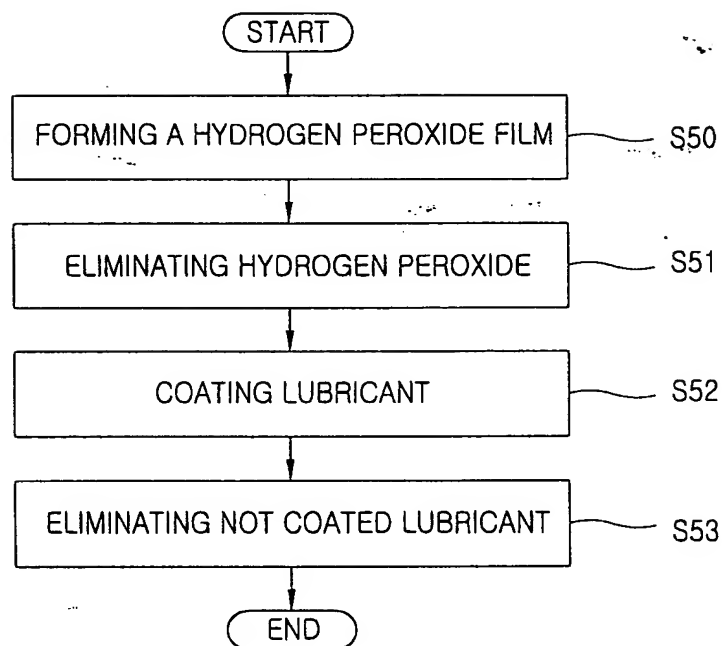 START
FORMING A HYDROGEN PEROXIDE FILM
S50
ELIMINATING HYDROGEN PEROXIDE
S51
COATING LUBRICANT
S52
ELIMINATING NOT COATED LUBRICANT
S53
END